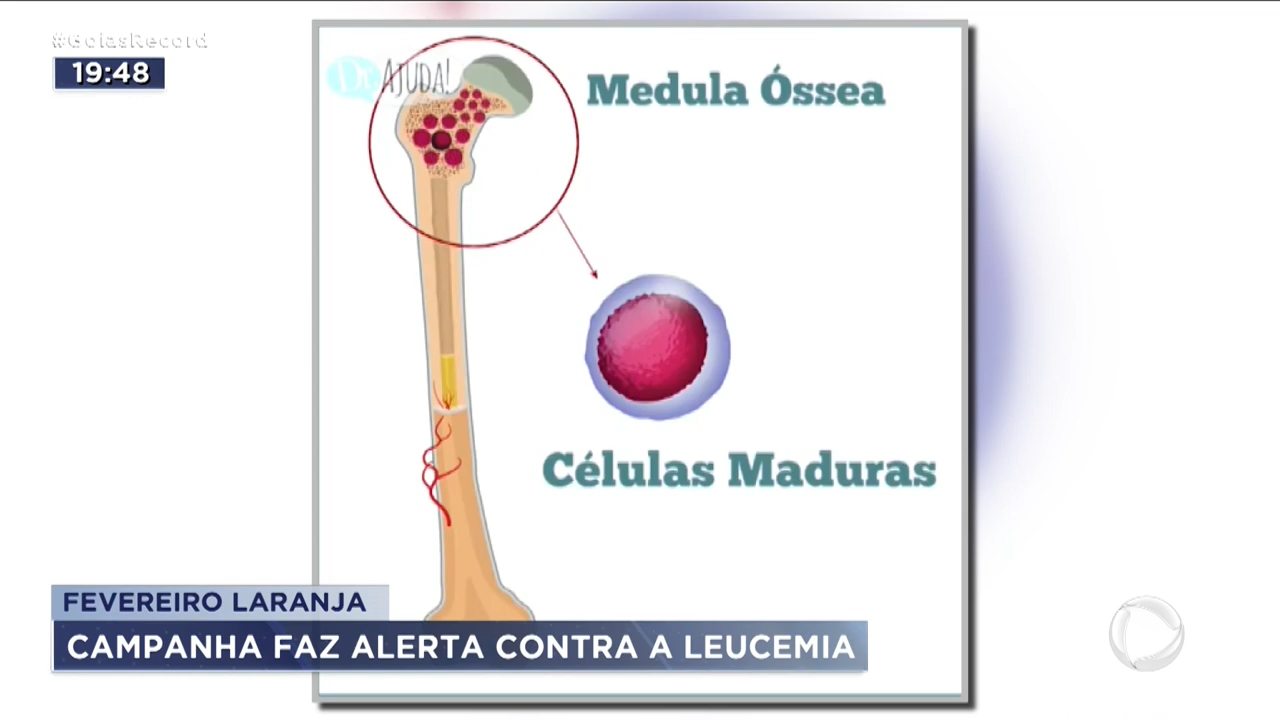 #GoiasRecord
19:48
Dr. AJUDA!
Medula Óssea
Células Maduras
FEVEREIRO LARANJA
CAMPANHA FAZ ALERTA CONTRA A LEUCEMIA